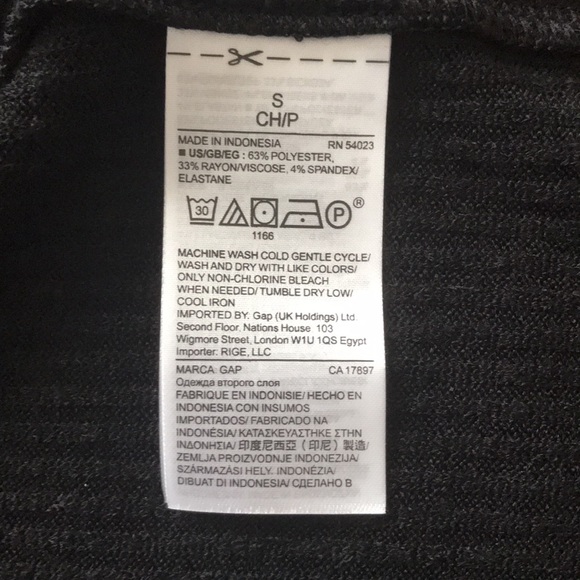 S
CH/P
MADE IN INDONESIA RN 54023
■ US/GB/EG : 63% POLYESTER,
33% RAYON/VISCOSE, 4% SPANDEX/
ELASTANE
30 P ®
1166
MACHINE WASH COLD GENTLE CYCLE/
WASH AND DRY WITH LIKE COLORS/
ONLY NON-CHLORINE BLEACH
WHEN NEEDED/ TUMBLE DRY LOW/
COOL IRON
IMPORTED BY: Gap (UK Holdings) Ltd.
Second Floor, Nations House 103
Wigmore Street, London W1U 1QS Egypt
Importer: RIGE, LLC
MARCA: GAP CA 17897
Одежда второго слоя
FABRIQUE EN INDONISIE/ HECHO EN
INDONESIA CON INSUMOS
IMPORTADOS/ FABRICADO NA
INDONÉSIA/ ΚΑΤΑΣΚΕΥΑΣΤΗΚΕ ΣΤΗΝ
ΙΝΔΟΝΗΣΙΑ/ 印度尼西亞 ( 印尼 ) 製造/
ZEMLJA PROIZVODNJE INDONEZIJA/
SZÁRMAZÁSI HELY. INDONÉZIA/
DIBUAT DI INDONESIA/ СДЕЛАНО В